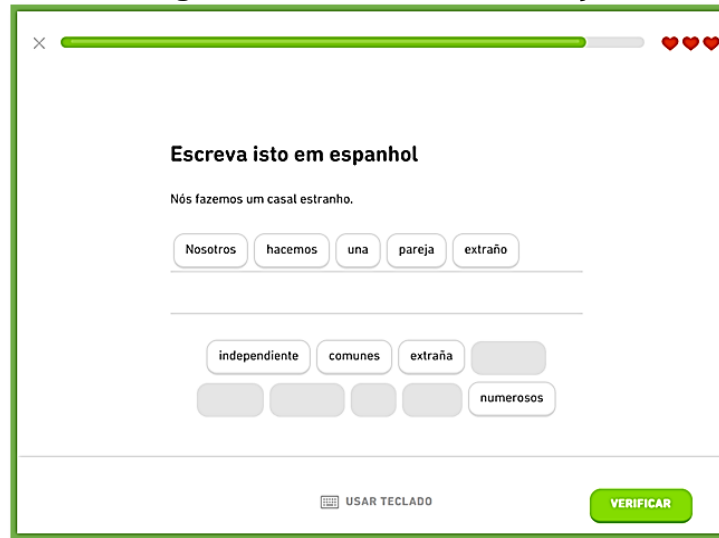 Escreva isto em espanhol
Nós fazemos um casal estranho.
Nosotros hacemos una pareja extraño
independiente comunes extraña
numerosos
USAR TECLADO
VERIFICAR